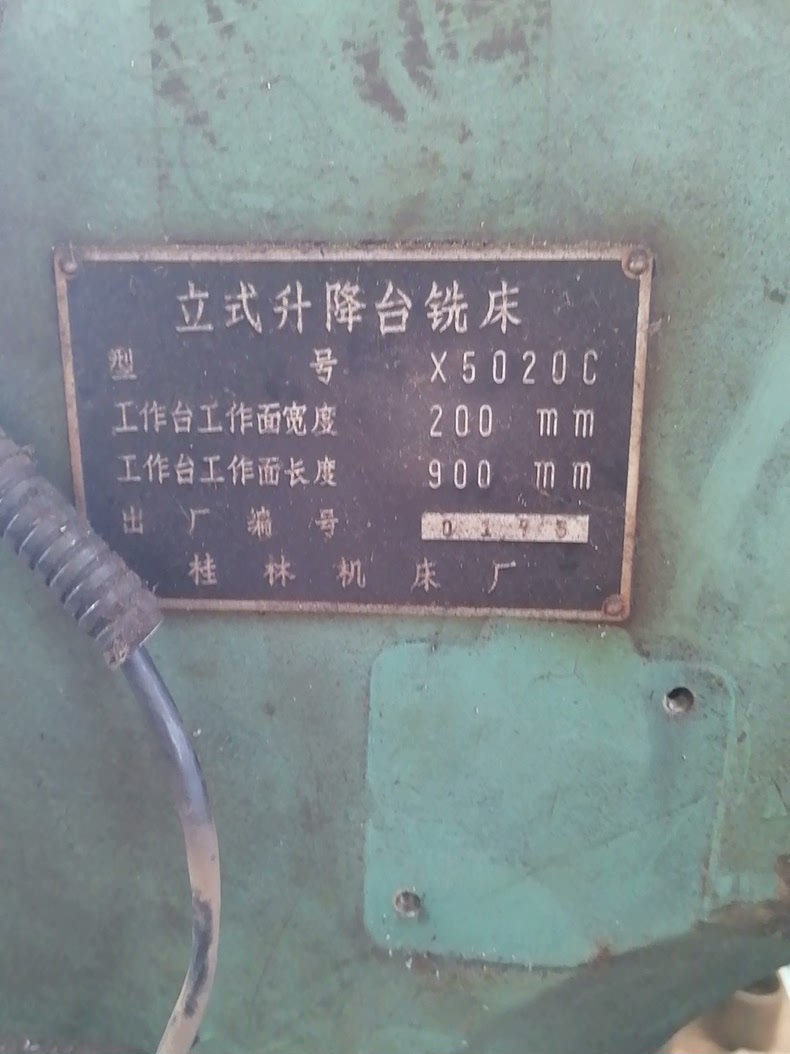 立式升降台铣床
型号 X5020C
工作台工作面宽度 200 mm
工作台工作面长度 900 mm
出厂编号
桂林机床厂